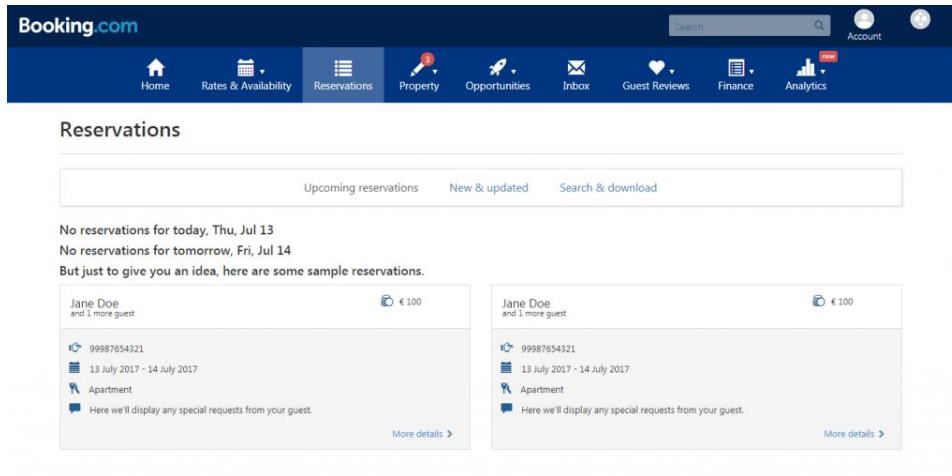 Booking.com
Search
Account
Home
Rates & Availability
Reservations
3
Property
Opportunities
Inbox
Guest Reviews
Finance
new
Analytics
Reservations
Upcoming reservations New & updated Search & download
No reservations for today, Thu, Jul 13
No reservations for tomorrow, Fri, Jul 14
But just to give you an idea, here are some sample reservations.
Jane Doe € 100
and 1 more guest
99987654321
13 July 2017 - 14 July 2017
Apartment
Here we'll display any special requests from your guest.
More details
Jane Doe € 100
and 1 more guest
99987654321
13 July 2017 - 14 July 2017
Apartment
Here we'll display any special requests from your guest.
More details